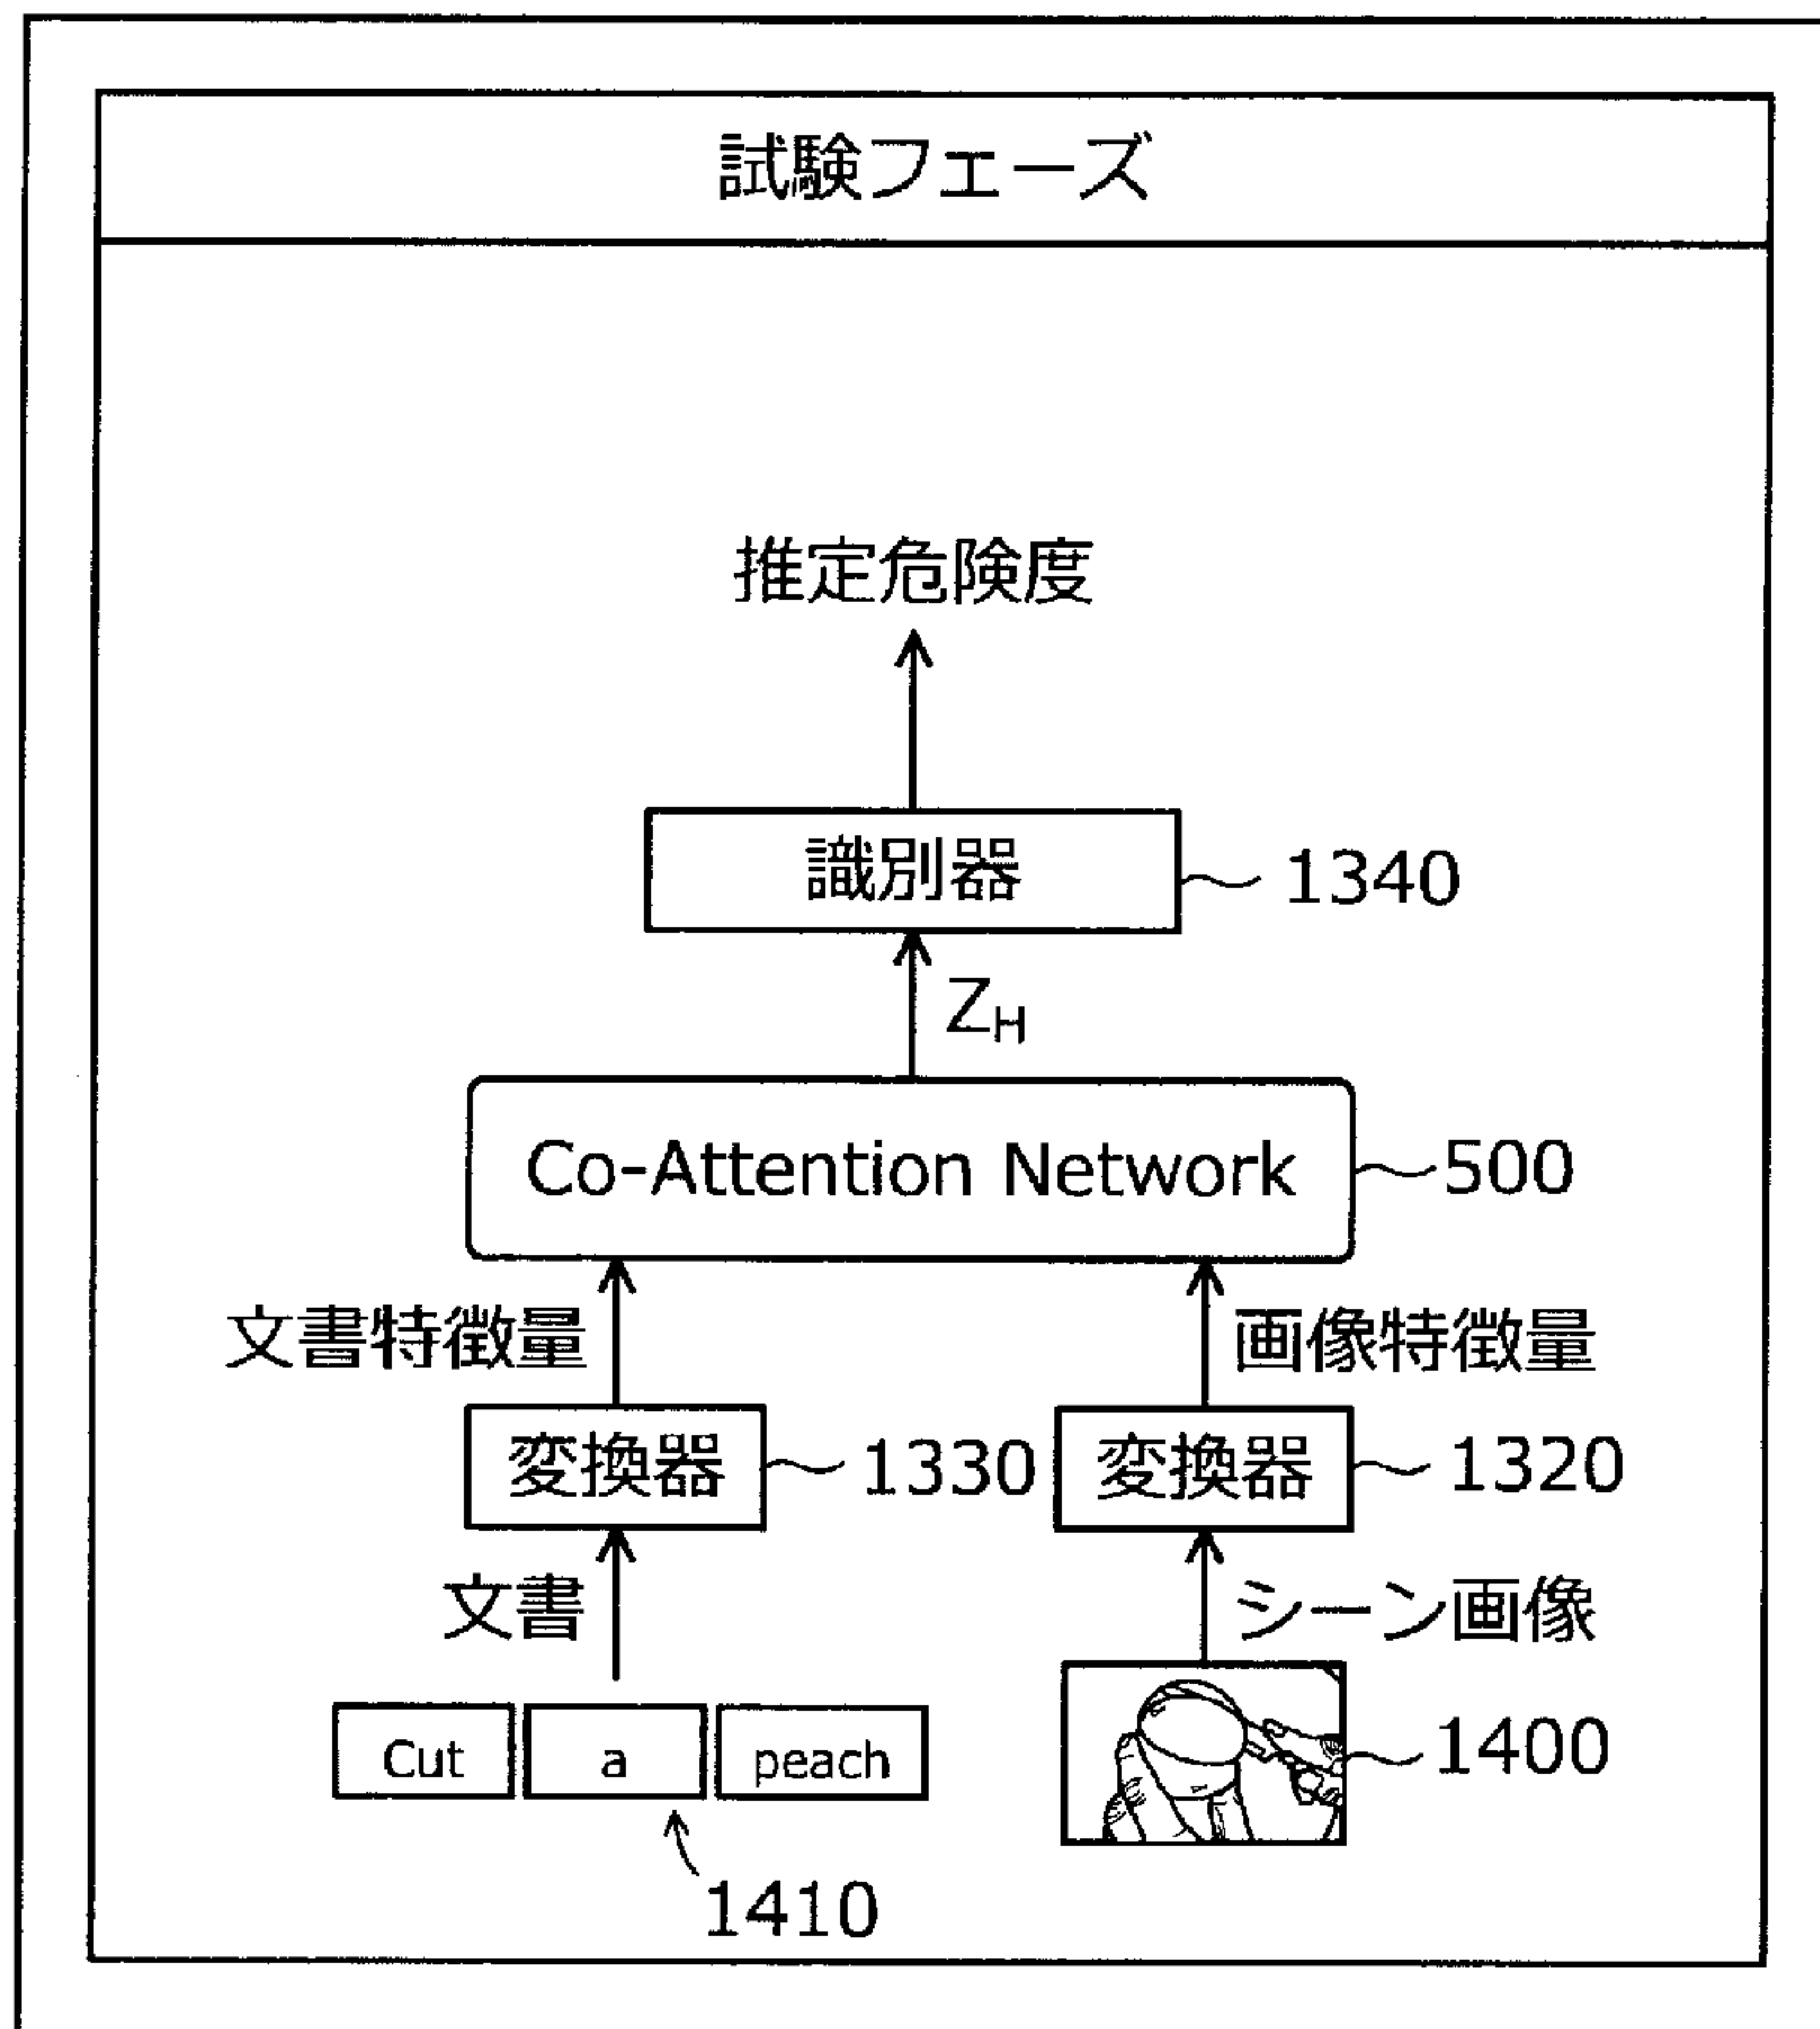 試験フェーズ
推定危険度
識別器 1340
Z_H
Co-Attention Network 500
文書特徴量 画像特徴量
変換器 1330 変換器 1320
文書 シーン画像
Cut a peach 1400
1410